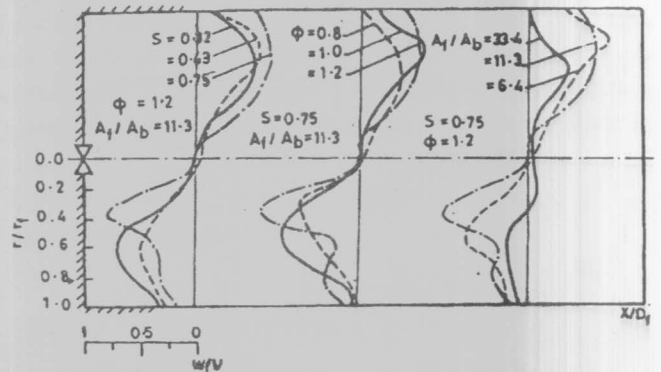 S = 0.32
= 0.43
= 0.75
ϕ = 1.2
A_f / A_b = 11.3
ϕ = 0.8
= 1.0
= 1.2
S = 0.75
A_f / A_b = 11.3
A_f / A_b = 33.4
= 11.3
= 6.4
S = 0.75
ϕ = 1.2
0.0
0.2
0.4
0.6
0.8
1.0
r / r_f
X/D_f
1 0.5 0